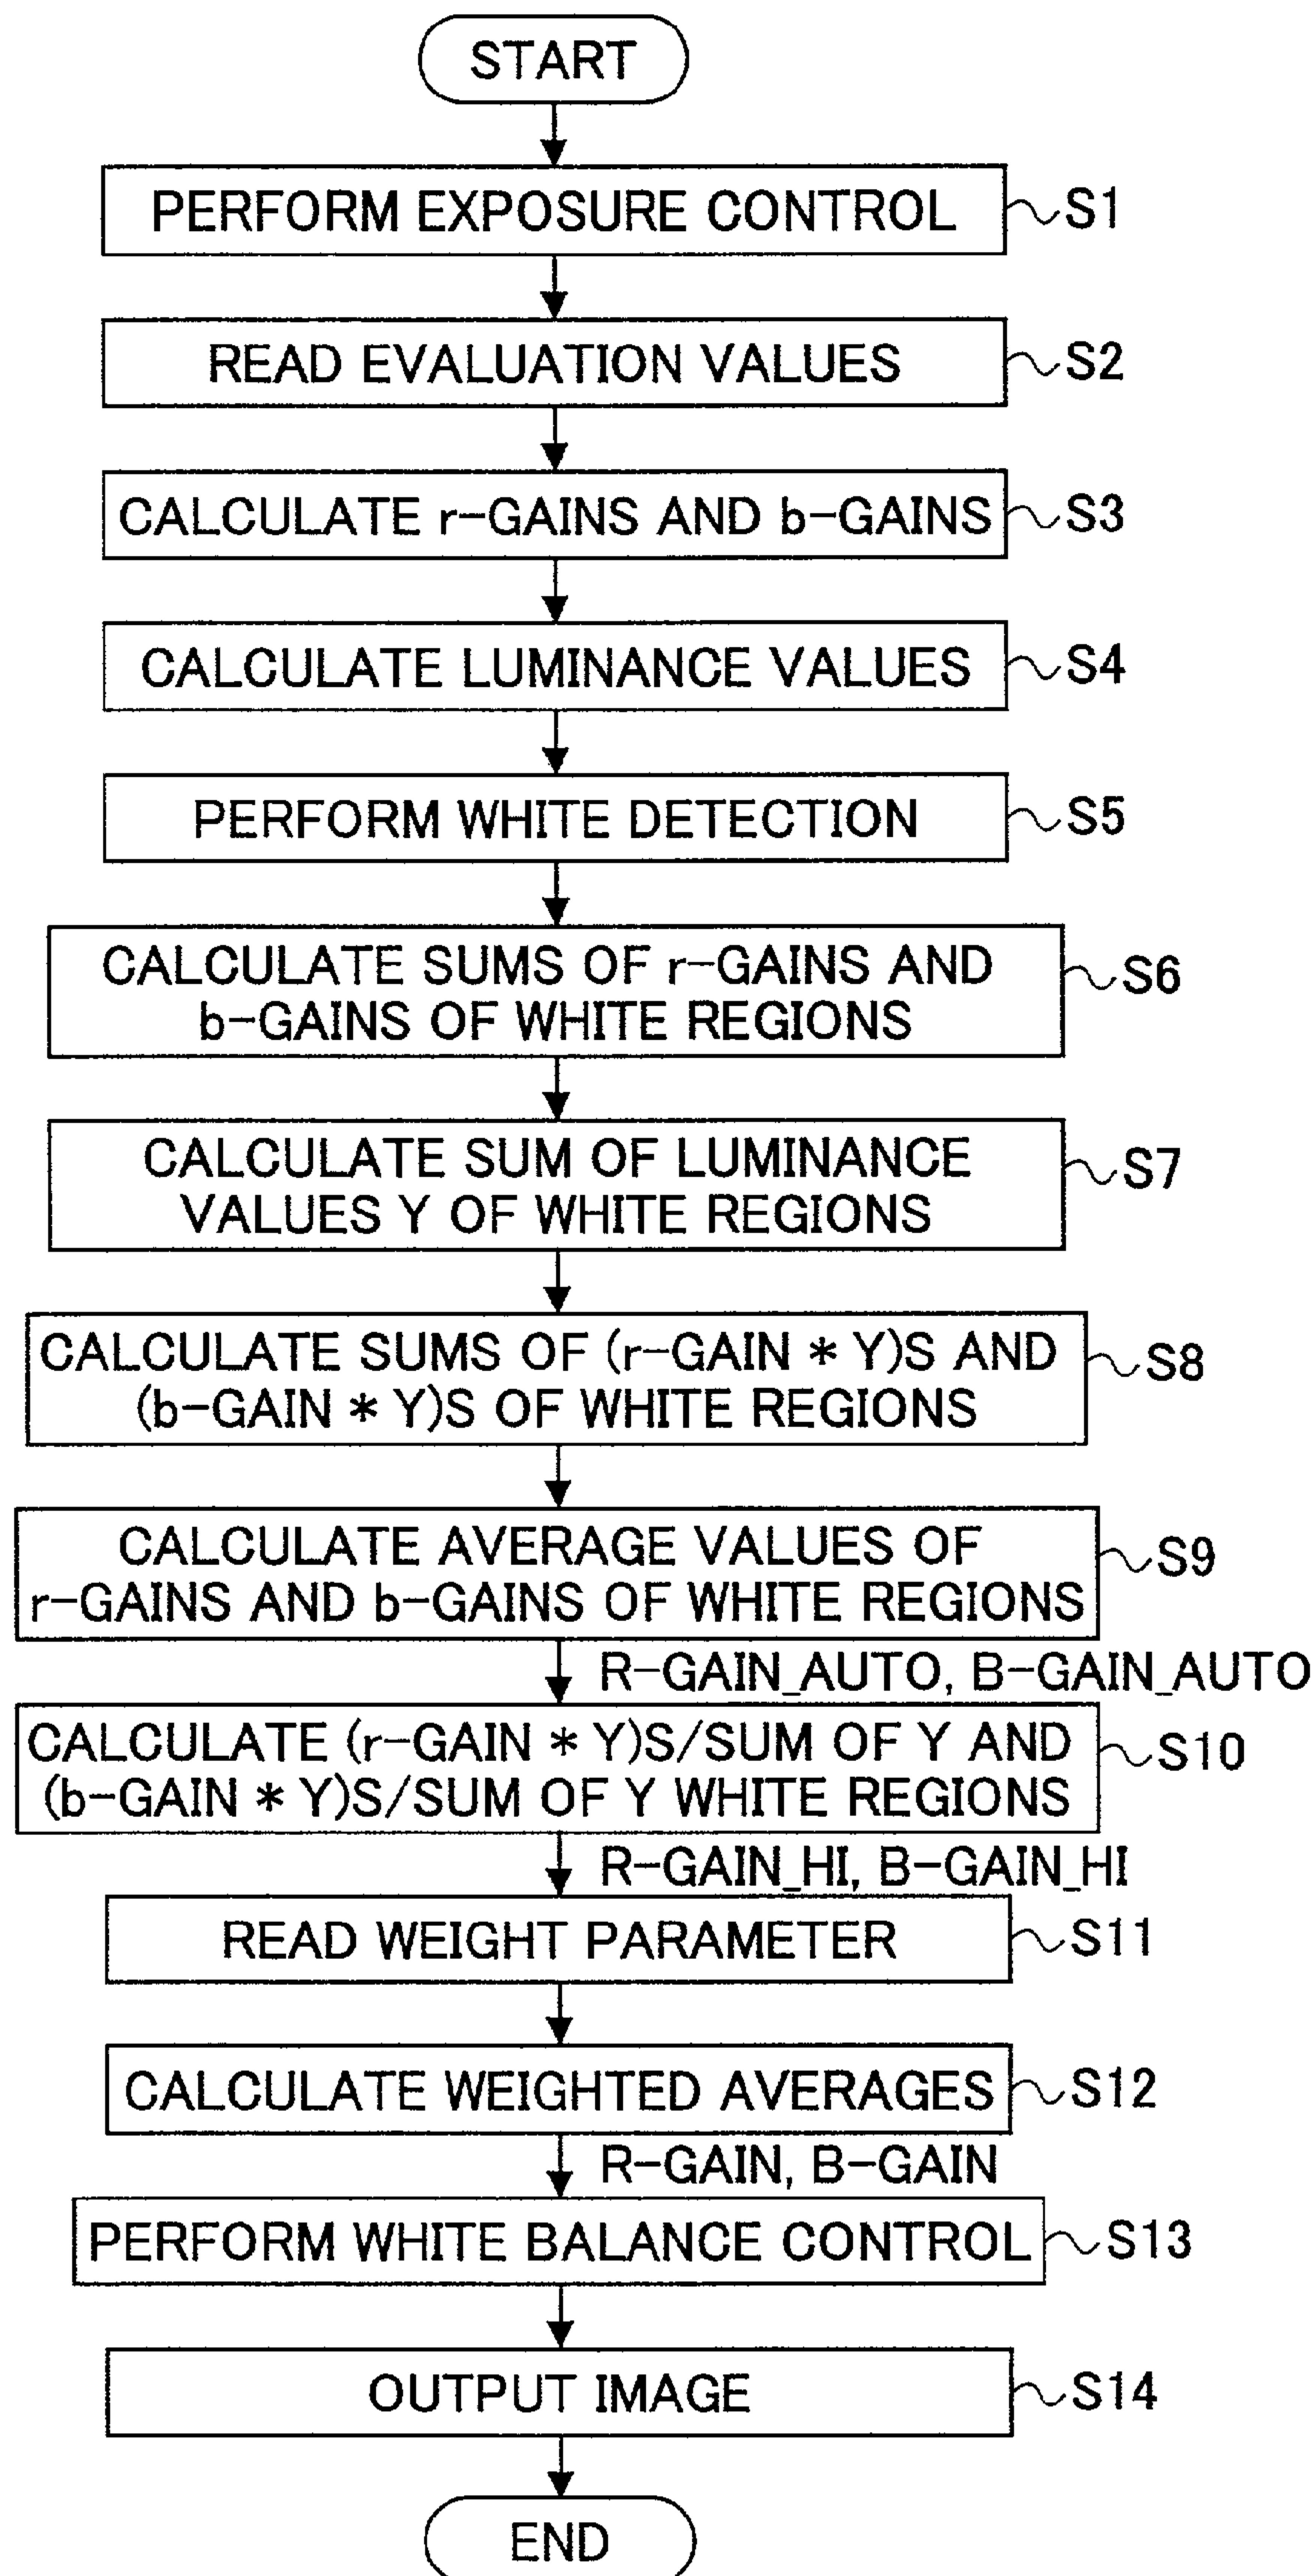 START
PERFORM EXPOSURE CONTROL S1
READ EVALUATION VALUES S2
CALCULATE r-GAINS AND b-GAINS S3
CALCULATE LUMINANCE VALUES S4
PERFORM WHITE DETECTION S5
CALCULATE SUMS OF r-GAINS AND
b-GAINS OF WHITE REGIONS S6
CALCULATE SUM OF LUMINANCE
VALUES Y OF WHITE REGIONS S7
CALCULATE SUMS OF (r-GAIN * Y)S AND
(b-GAIN * Y)S OF WHITE REGIONS S8
CALCULATE AVERAGE VALUES OF
r-GAINS AND b-GAINS OF WHITE REGIONS S9
R-GAIN_AUTO, B-GAIN_AUTO
CALCULATE (r-GAIN * Y)S/SUM OF Y AND
(b-GAIN * Y)S/SUM OF Y WHITE REGIONS S10
R-GAIN_HI, B-GAIN_HI
READ WEIGHT PARAMETER S11
CALCULATE WEIGHTED AVERAGES S12
R-GAIN, B-GAIN
PERFORM WHITE BALANCE CONTROL S13
OUTPUT IMAGE S14
END